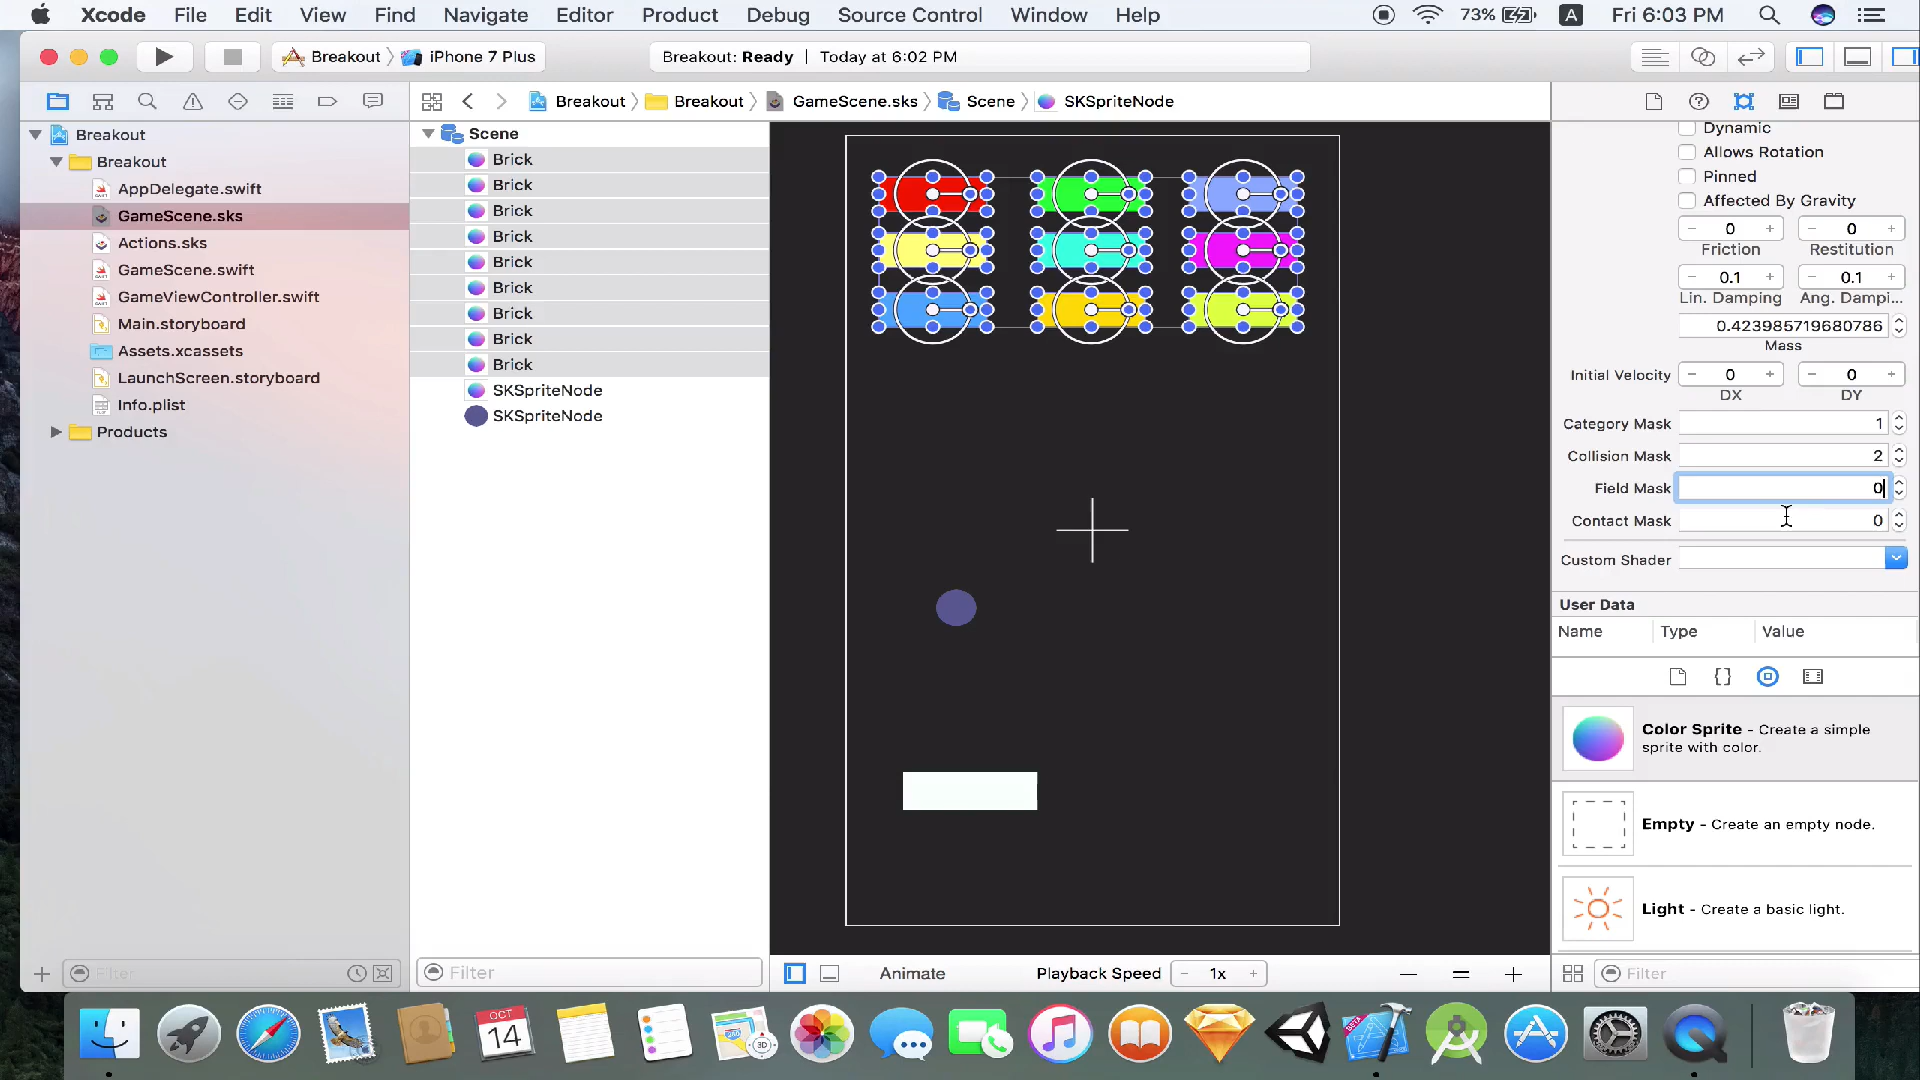 Xcode File Edit View Find Navigate Editor Product Debug Source Control Window Help 73% A Fri 6:03 PM
Breakout iPhone 7 Plus Breakout: Ready | Today at 6:02 PM
Breakout Breakout GameScene.sks Scene SKSpriteNode
Breakout
Breakout
AppDelegate.swift
GameScene.sks
Actions.sks
GameScene.swift
GameViewController.swift
Main.storyboard
Assets.xcassets
LaunchScreen.storyboard
Info.plist
Products
Filter
Scene
Brick
Brick
Brick
Brick
Brick
Brick
Brick
Brick
Brick
SKSpriteNode
SKSpriteNode
Filter
Animate Playback Speed − 1x +
Dynamic
Allows Rotation
Pinned
Affected By Gravity
− 0 + − 0 +
Friction Restitution
− 0.1 + − 0.1 +
Lin. Damping Ang. Dampi...
0.423985719680786
Mass
Initial Velocity − 0 + − 0 +
DX DY
Category Mask 1
Collision Mask 2
Field Mask 0
Contact Mask 0
Custom Shader
User Data
Name Type Value
Color Sprite - Create a simple
sprite with color.
Empty - Create an empty node.
Light - Create a basic light.
Filter
OCT
14
3D
BETA